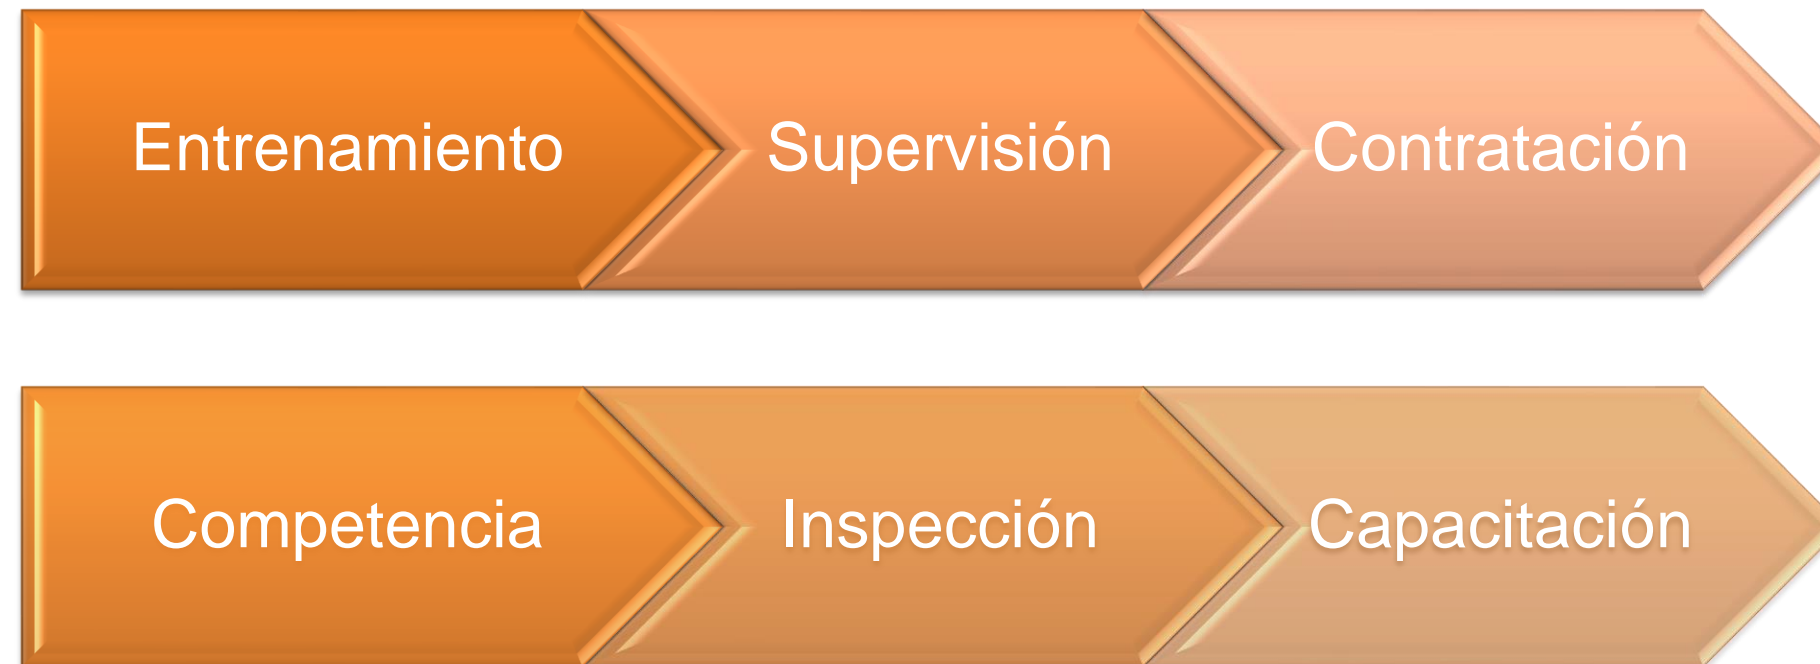 Entrenamiento Supervisión Contratación
Competencia Inspección Capacitación